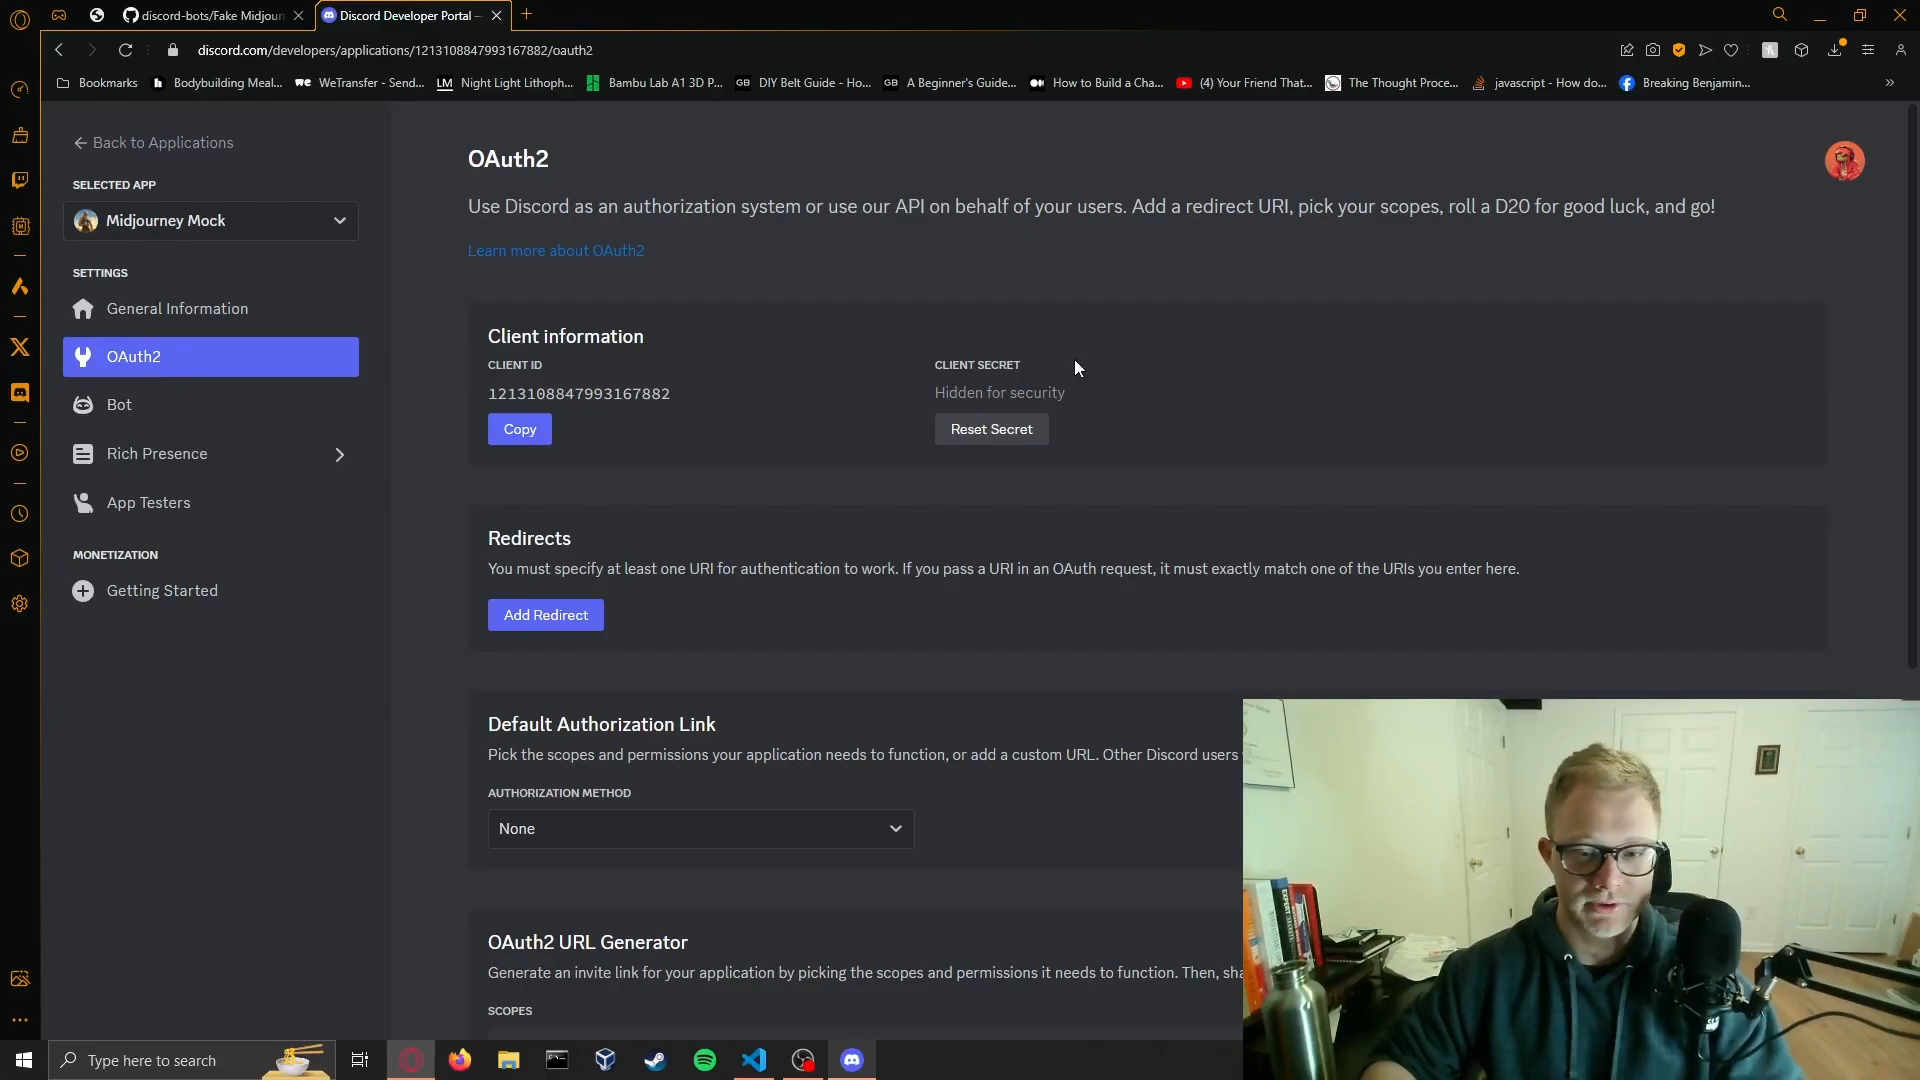 discord-bots/Fake Midjourn
Discord Developer Portal —
discord.com/developers/applications/1213108847993167882/oauth2
Bookmarks
Bodybuilding Meal...
WeTransfer - Send...
LM
Night Light Lithoph...
Bambu Lab A1 3D P...
GB
DIY Belt Guide - Ho...
GB
A Beginner's Guide...
How to Build a Cha...
(4) Your Friend That...
The Thought Proce...
javascript - How do...
Breaking Benjamin...
Back to Applications
SELECTED APP
Midjourney Mock
SETTINGS
General Information
OAuth2
Bot
Rich Presence
App Testers
MONETIZATION
Getting Started
OAuth2
Use Discord as an authorization system or use our API on behalf of your users. Add a redirect URI, pick your scopes, roll a D20 for good luck, and go!
Learn more about OAuth2
Client information
CLIENT ID
1213108847993167882
Copy
CLIENT SECRET
Hidden for security
Reset Secret
Redirects
You must specify at least one URI for authentication to work. If you pass a URI in an OAuth request, it must exactly match one of the URIs you enter here.
Add Redirect
Default Authorization Link
Pick the scopes and permissions your application needs to function, or add a custom URL. Other Discord users
AUTHORIZATION METHOD
None
OAuth2 URL Generator
Generate an invite link for your application by picking the scopes and permissions it needs to function. Then, sha
SCOPES
Type here to search